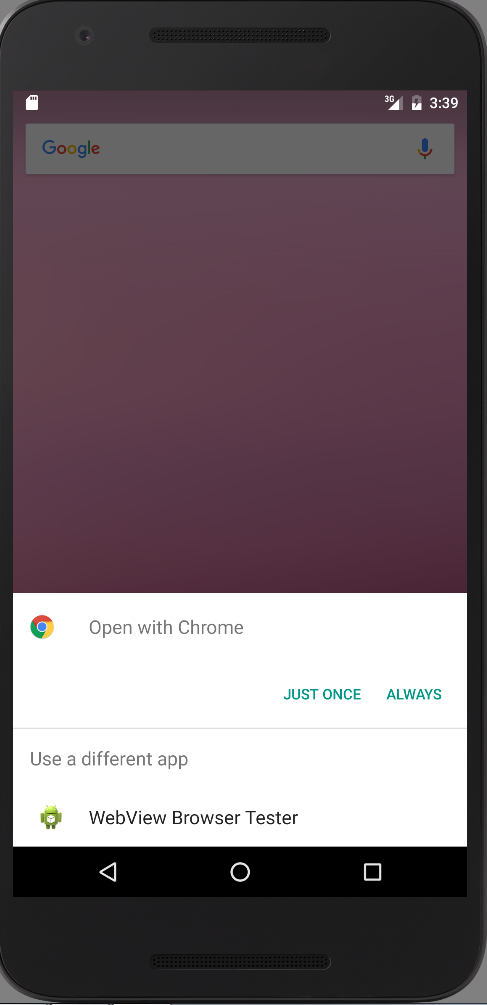 3G 3:39
Google
Open with Chrome
JUST ONCE ALWAYS
Use a different app
WebView Browser Tester